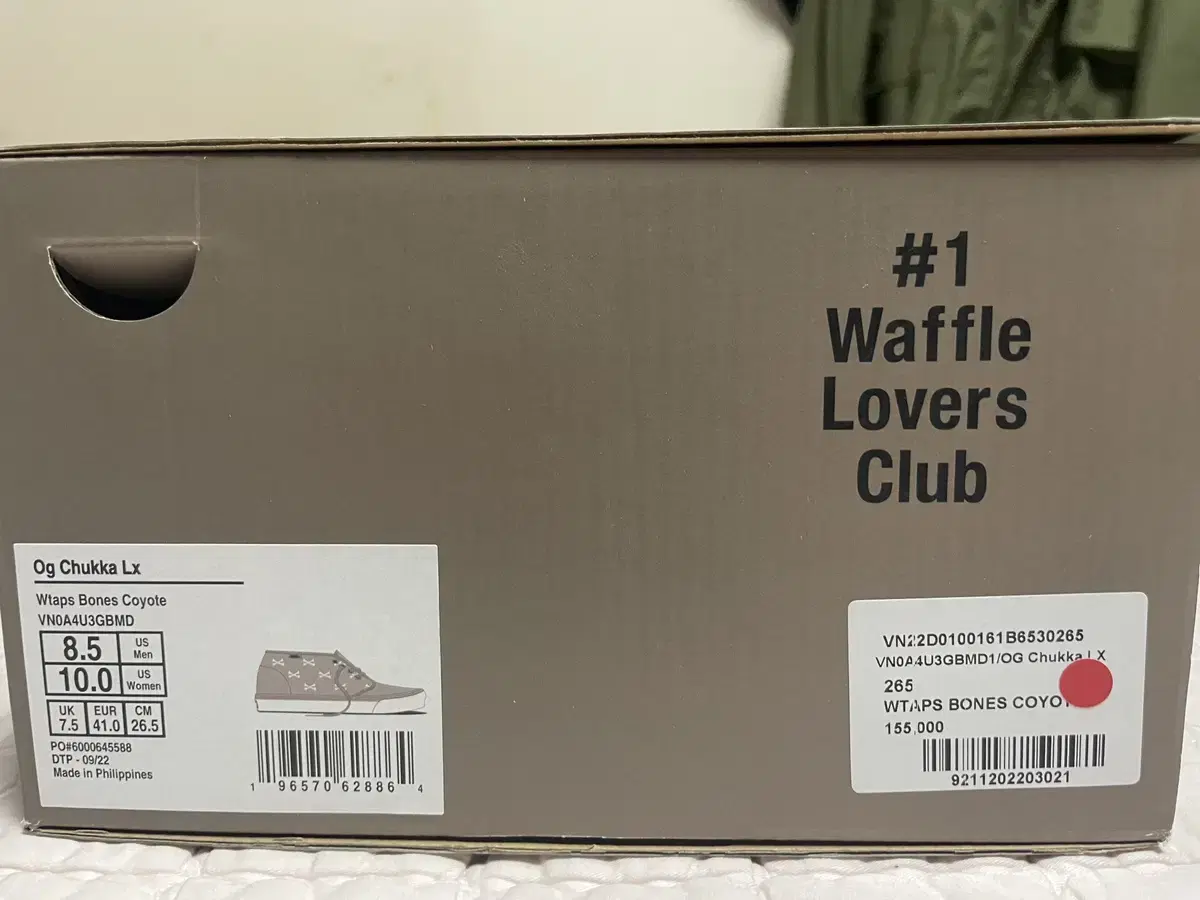 #1
Waffle
Lovers
Club
Og Chukka Lx
Wtaps Bones Coyote
VN0A4U3GBMD
8.5 US Men
10.0 US Women
UK EUR CM
7.5 41.0 26.5
PO#6000645588
DTP - 09/22
Made in Philippines
1 96570 62886 4
VN22D0100161B6530265
VN0A4U3GBMD1/OG Chukka LX
265
WTAPS BONES
155,000
9211202203021